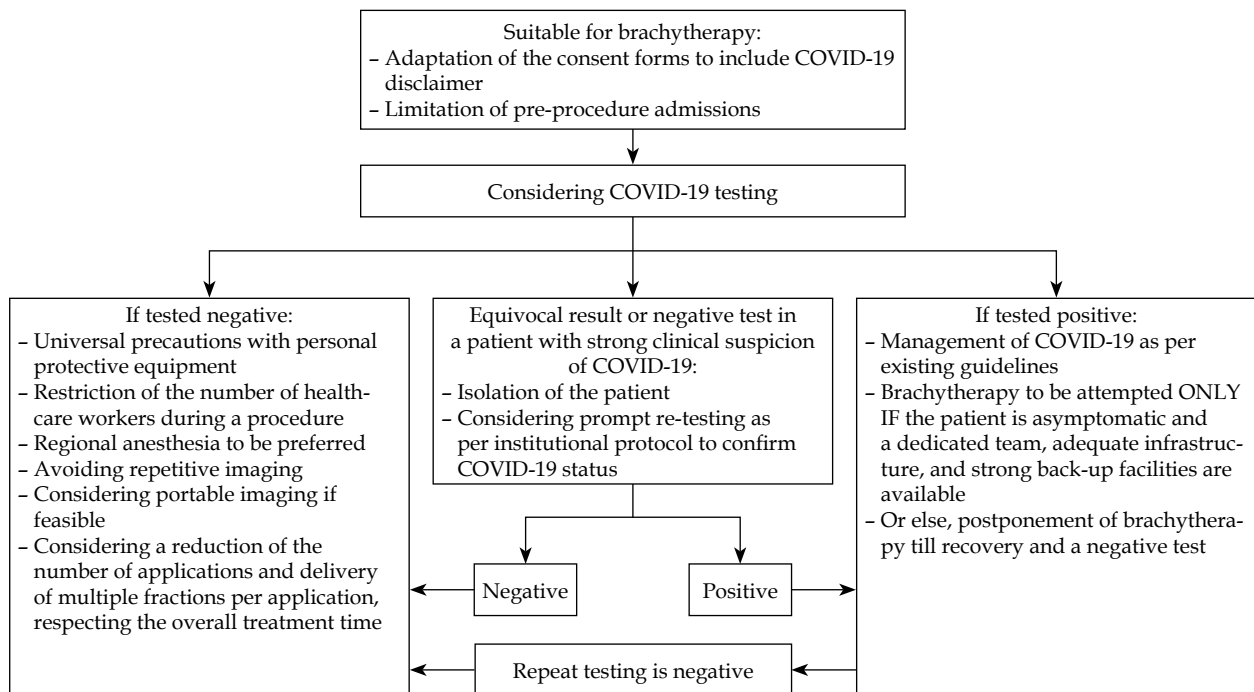 Suitable for brachytherapy:
– Adaptation of the consent forms to include COVID-19
disclaimer
– Limitation of pre-procedure admissions
Considering COVID-19 testing
If tested negative:
– Universal precautions with personal
protective equipment
– Restriction of the number of health-
care workers during a procedure
– Regional anesthesia to be preferred
– Avoiding repetitive imaging
– Considering portable imaging if
feasible
– Considering a reduction of the
number of applications and delivery
of multiple fractions per application,
respecting the overall treatment time
Equivocal result or negative test in
a patient with strong clinical suspicion
of COVID-19:
– Isolation of the patient
– Considering prompt re-testing as
per institutional protocol to confirm
COVID-19 status
If tested positive:
– Management of COVID-19 as per
existing guidelines
– Brachytherapy to be attempted ONLY
IF the patient is asymptomatic and
a dedicated team, adequate infrastruc-
ture, and strong back-up facilities are
available
– Or else, postponement of brachythera-
py till recovery and a negative test
Negative
Positive
Repeat testing is negative